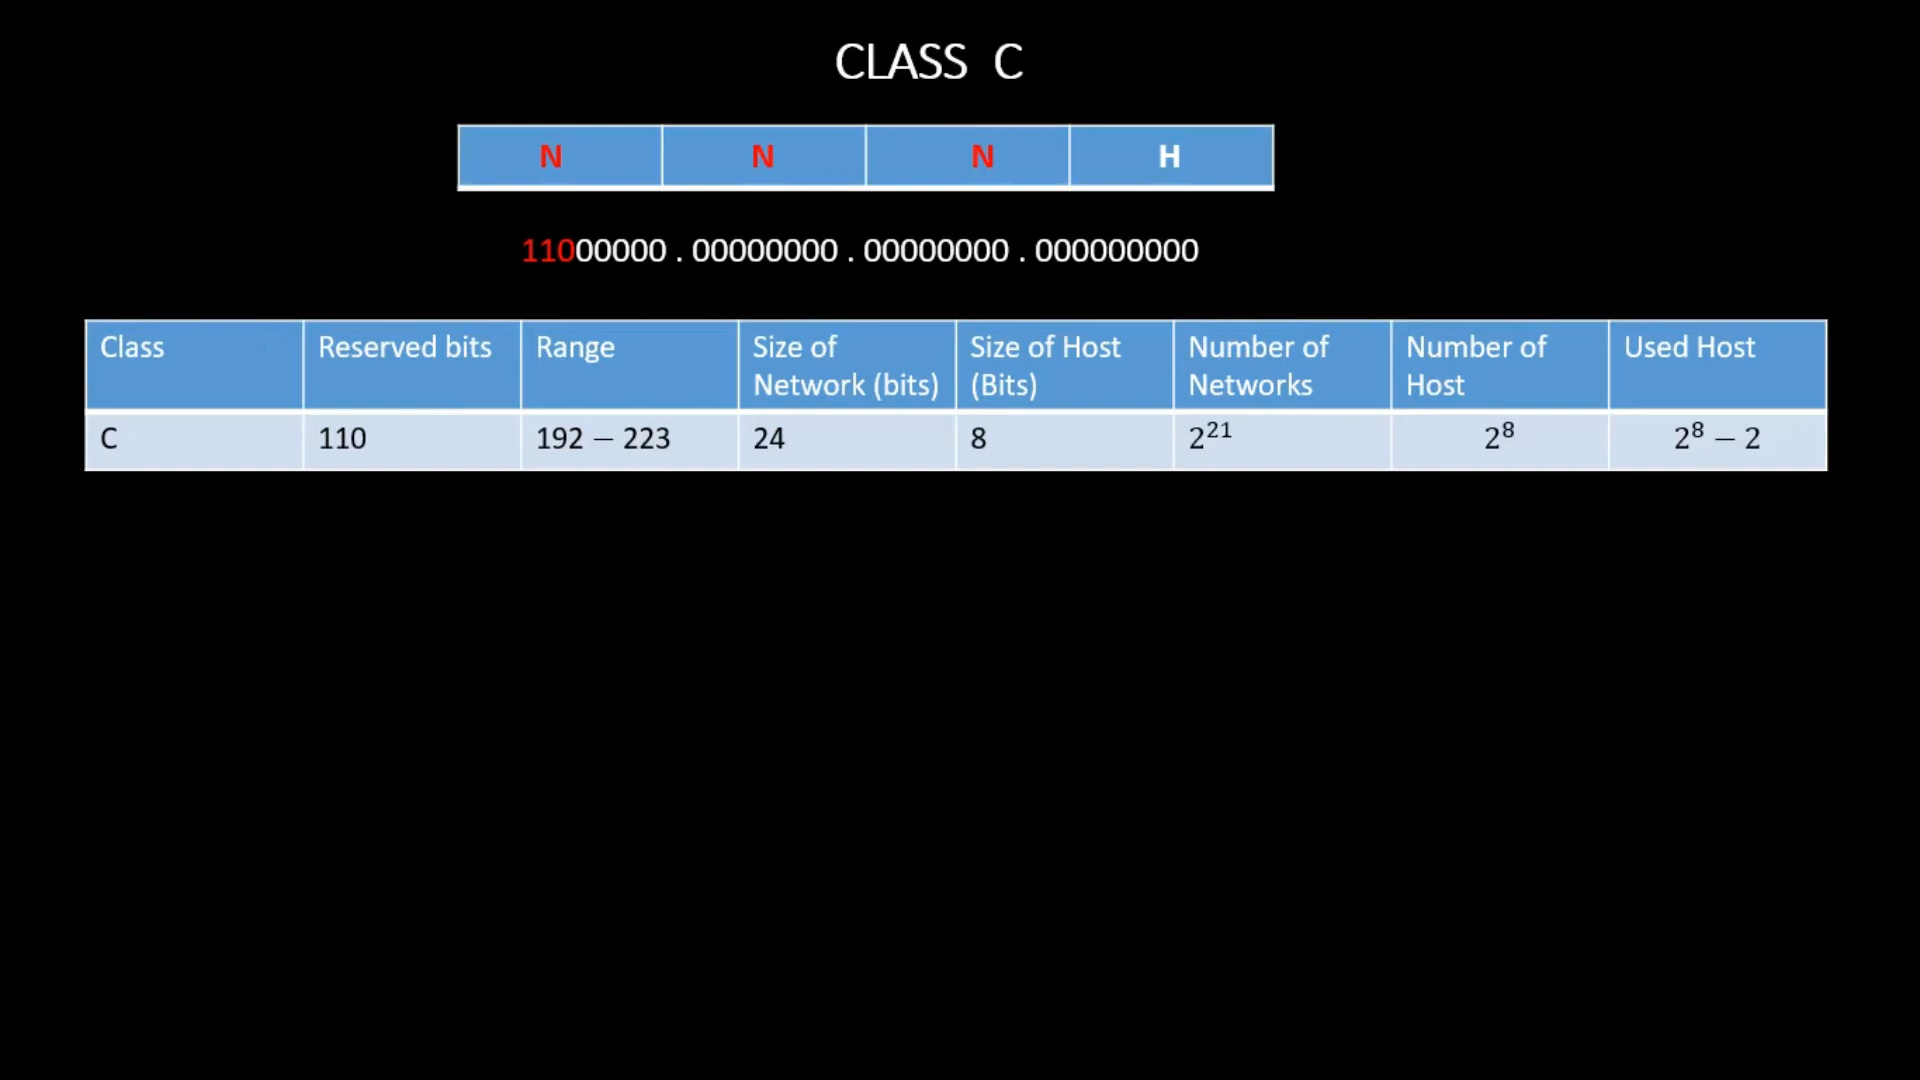 CLASS C
N N N H
11000000 . 00000000 . 00000000 . 000000000
Class Reserved bits Range Size of Network (bits) Size of Host (Bits) Number of Networks Number of Host Used Host
C 110 192 – 223 24 8 2²¹ 2⁸ 2⁸ − 2